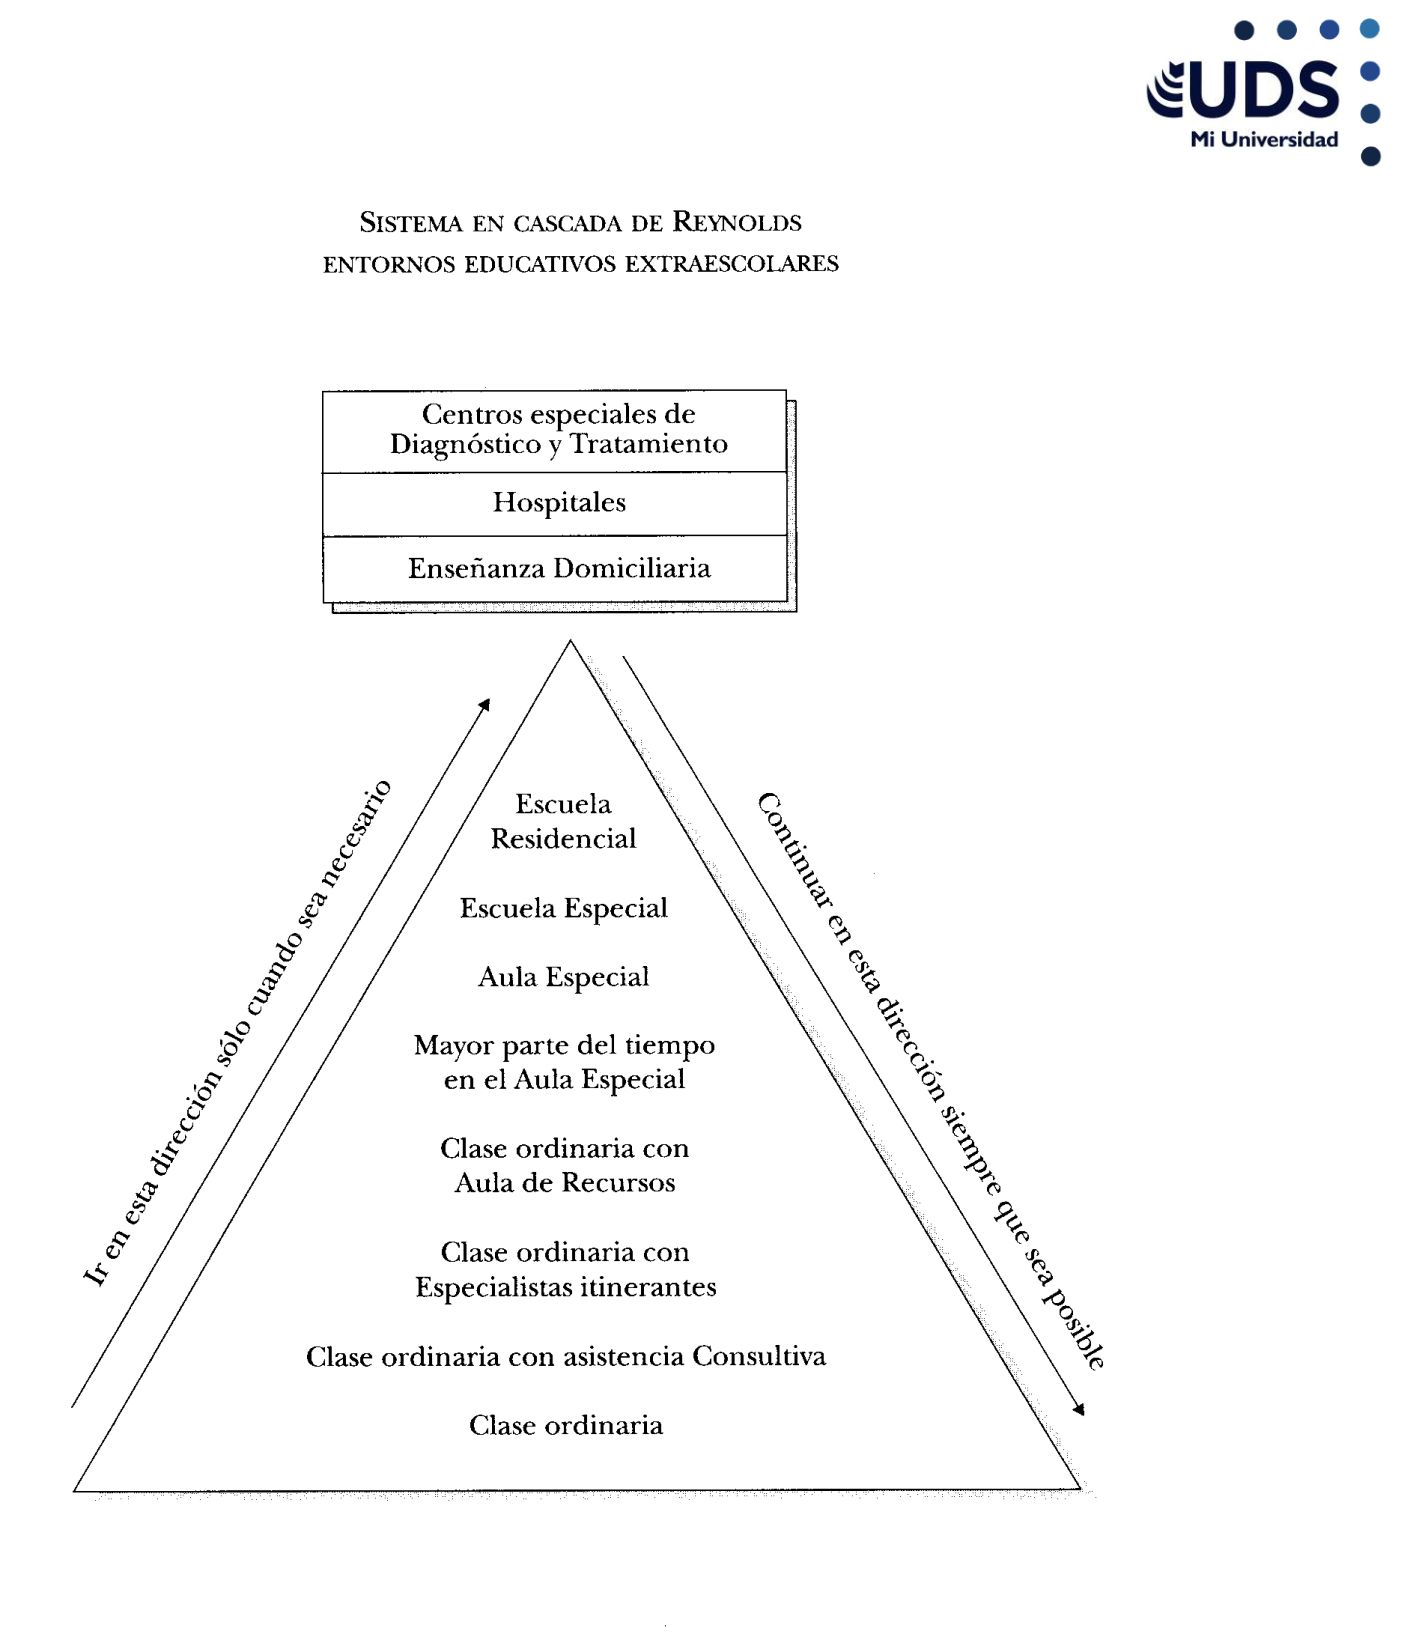 UDS
Mi Universidad
SISTEMA EN CASCADA DE REYNOLDS
ENTORNOS EDUCATIVOS EXTRAESCOLARES
Centros especiales de
Diagnóstico y Tratamiento
Hospitales
Enseñanza Domiciliaria
Ir en esta dirección sólo cuando sea necesario
Continuar en esta dirección siempre que sea posible
Escuela
Residencial
Escuela Especial
Aula Especial
Mayor parte del tiempo
en el Aula Especial
Clase ordinaria con
Aula de Recursos
Clase ordinaria con
Especialistas itinerantes
Clase ordinaria con asistencia Consultiva
Clase ordinaria